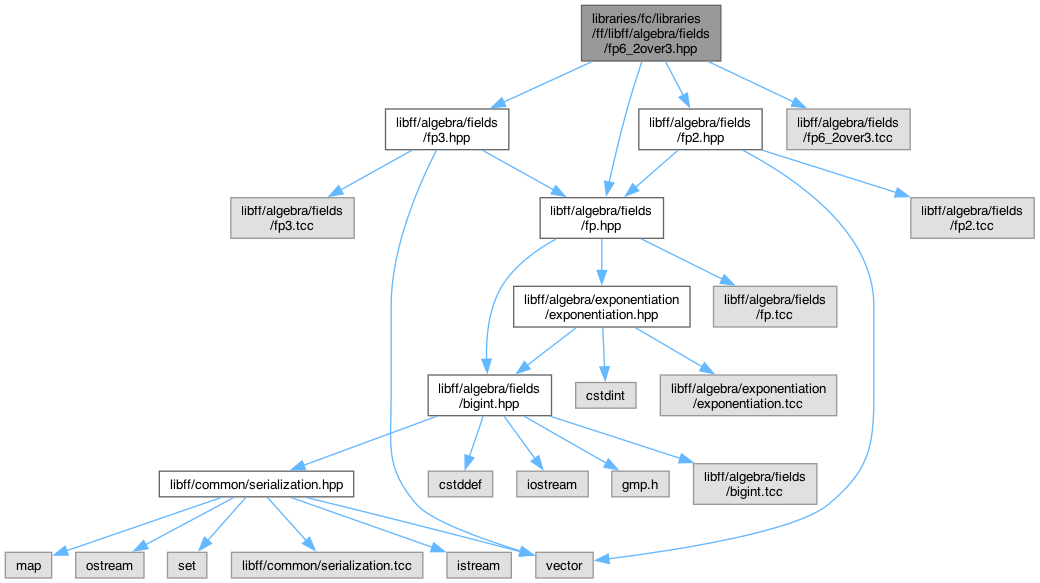 libraries/fc/libraries
/ff/libff/algebra/fields
/fp6_2over3.hpp
libff/algebra/fields
/fp3.hpp
libff/algebra/fields
/fp2.hpp
libff/algebra/fields
/fp6_2over3.tcc
libff/algebra/fields
/fp3.tcc
libff/algebra/fields
/fp.hpp
libff/algebra/fields
/fp2.tcc
libff/algebra/exponentiation
/exponentiation.hpp
libff/algebra/fields
/fp.tcc
libff/algebra/fields
/bigint.hpp
cstdint
libff/algebra/exponentiation
/exponentiation.tcc
libff/common/serialization.hpp
cstddef
iostream
gmp.h
libff/algebra/fields
/bigint.tcc
map
ostream
set
libff/common/serialization.tcc
istream
vector